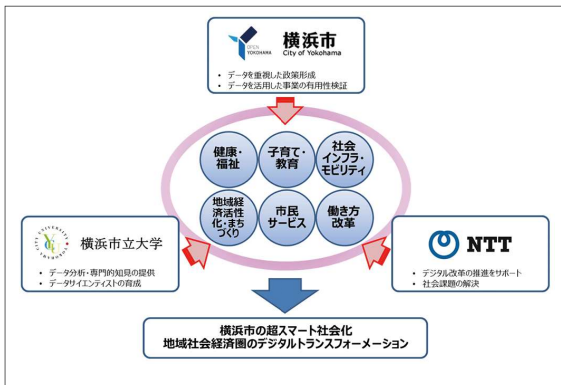 OPEN
YOKOHAMA
横浜市
City of Yokohama
• データを重視した政策形成
• データを活用した事業の有用性検証
健康・
福祉
子育て・
教育
社会
インフラ・
モビリティ
地域経
済活性
化・まち
づくり
市民
サービス
働き方
改革
横浜市立大学
• データ分析・専門的知見の提供
• データサイエンティストの育成
NTT
• デジタル改革の推進をサポート
• 社会課題の解決
横浜市の超スマート社会化
地域社会経済圏のデジタルトランスフォーメーション